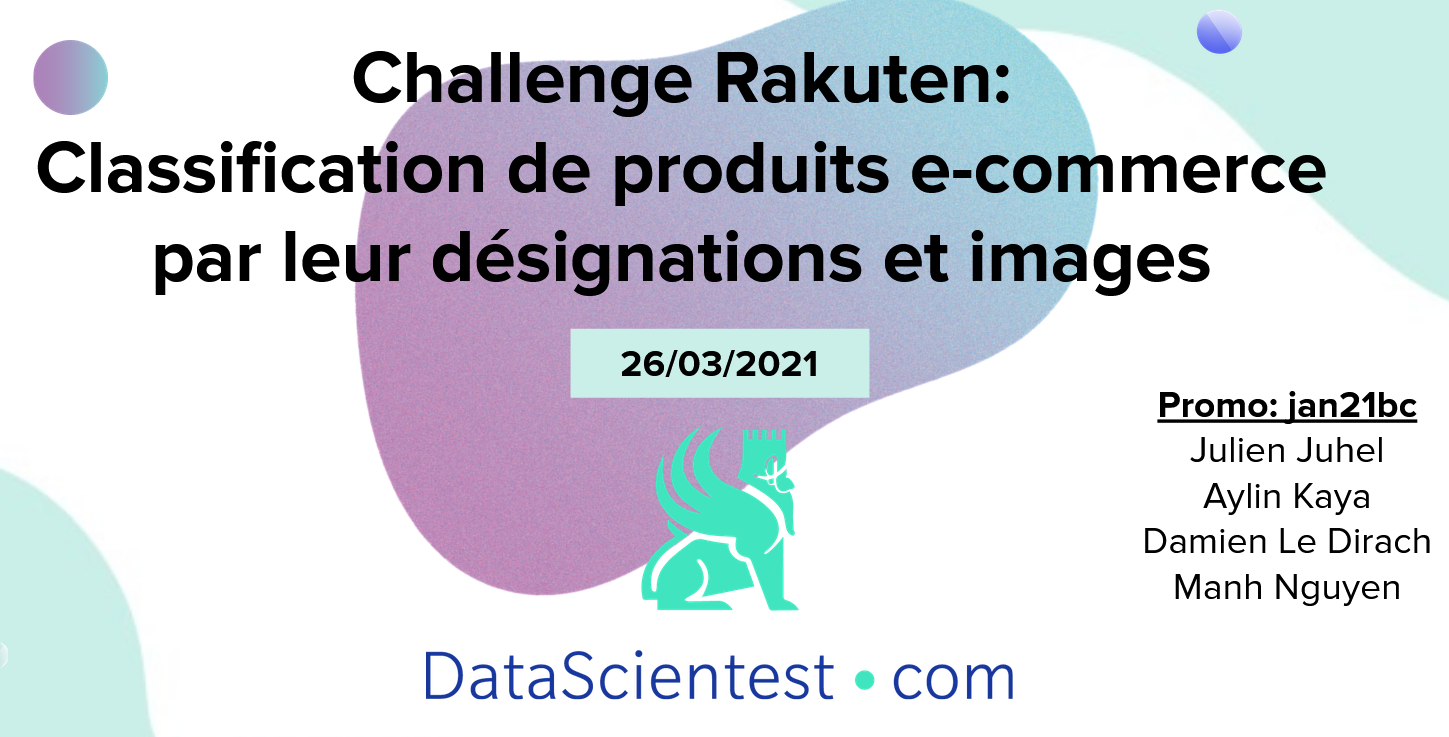 Challenge Rakuten:
Classification de produits e-commerce
par leur désignations et images
26/03/2021
Promo: jan21bc
Julien Juhel
Aylin Kaya
Damien Le Dirach
Manh Nguyen
DataScientest • com